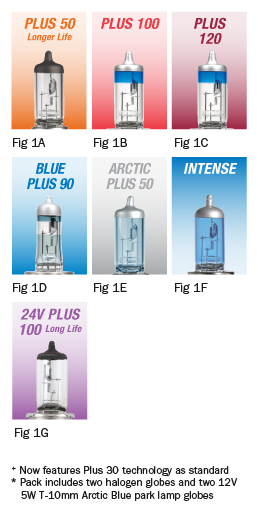 PLUS 50
Longer Life
PLUS 100
PLUS
120
Fig 1A
Fig 1B
Fig 1C
BLUE
PLUS 90
ARCTIC
PLUS 50
INTENSE
Fig 1D
Fig 1E
Fig 1F
24V PLUS
100 Long Life
Fig 1G
+ Now features Plus 30 technology as standard
* Pack includes two halogen globes and two 12V
5W T-10mm Arctic Blue park lamp globes